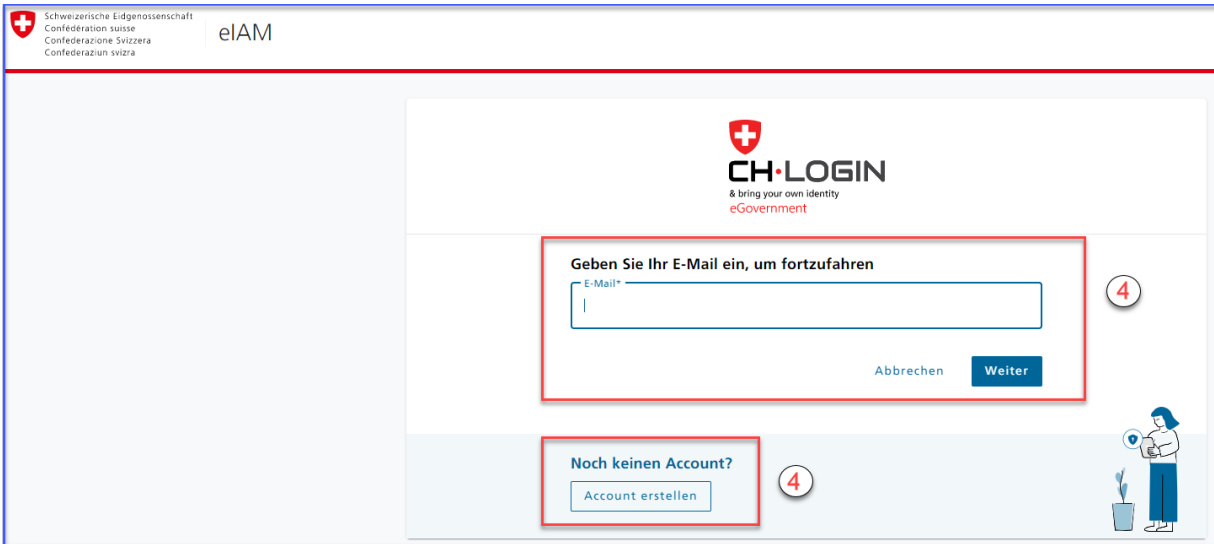 Schweizerische Eidgenossenschaft
Confédération suisse
Confederazione Svizzera
Confederaziun svizra
eIAM
CH·LOGIN
& bring your own identity
eGovernment
Geben Sie Ihr E-Mail ein, um fortzufahren
E-Mail*
4
Abbrechen
Weiter
Noch keinen Account?
4
Account erstellen